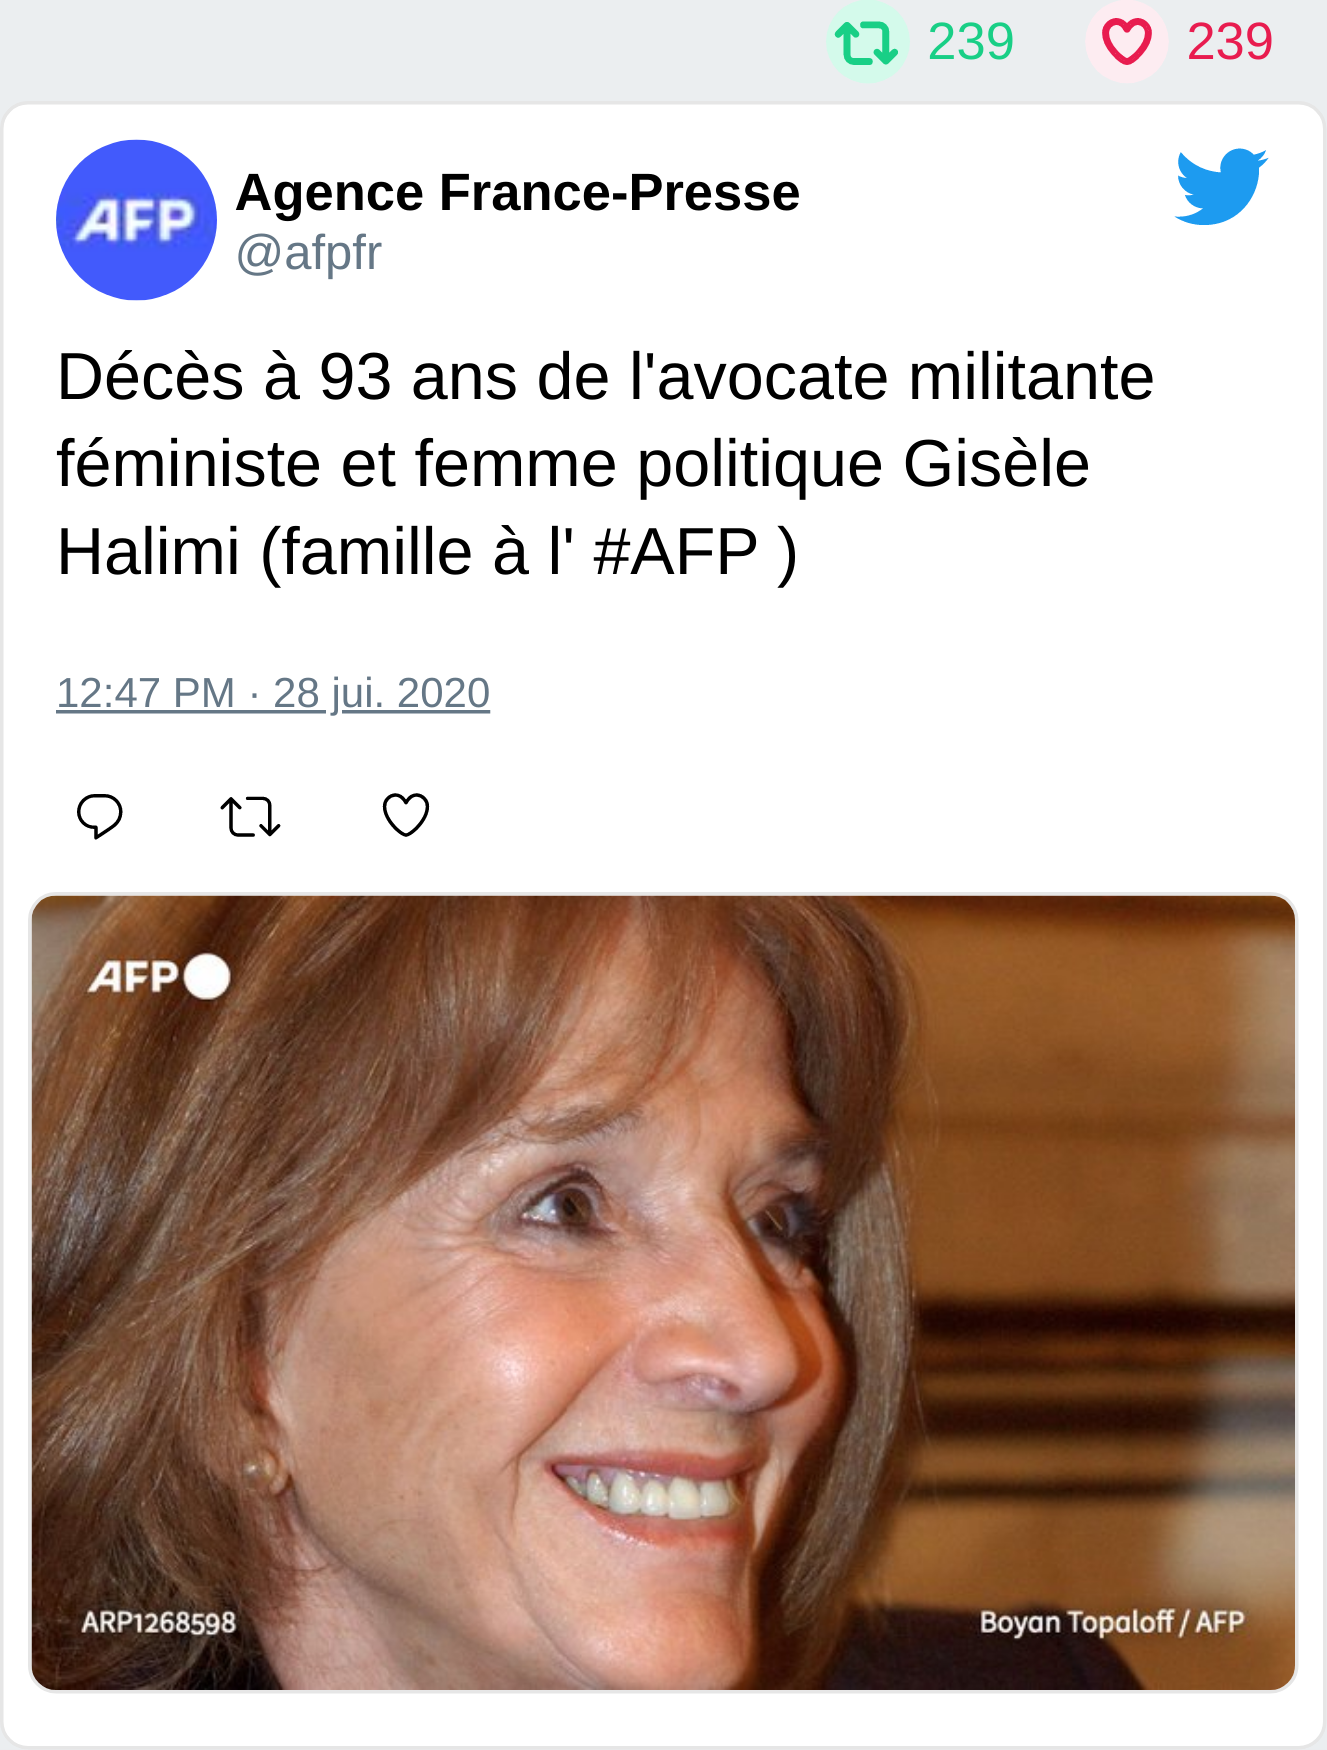 239 239
AFP
Agence France-Presse
@afpfr
Décès à 93 ans de l'avocate militante
féministe et femme politique Gisèle
Halimi (famille à l' #AFP )
12:47 PM · 28 jui. 2020
AFP
ARP1268598
Boyan Topaloff / AFP